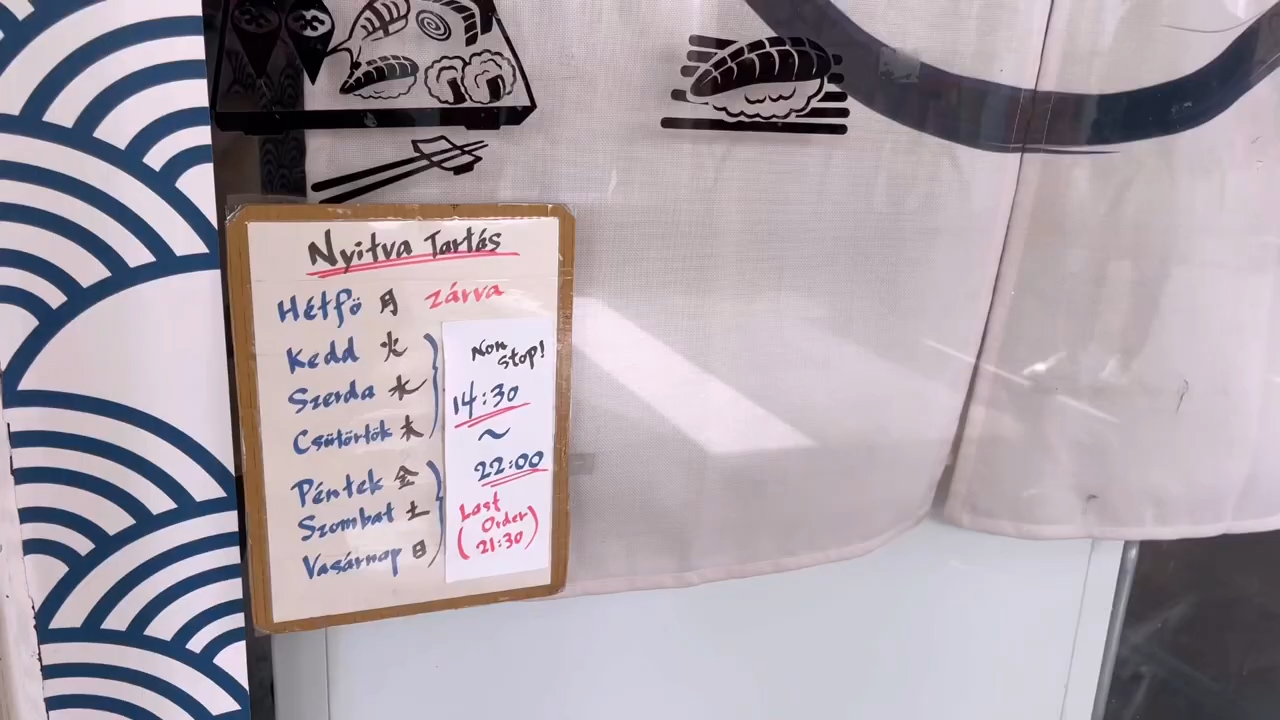 Nyitva Tartás
Hétfö 月 zárva
Kedd 火
Szerda 水
Csütörtök 木
Péntek 金
Szombat 土
Vasárnap 日
Non
Stop!
14:30
～
22:00
Last
Order
(21:30)